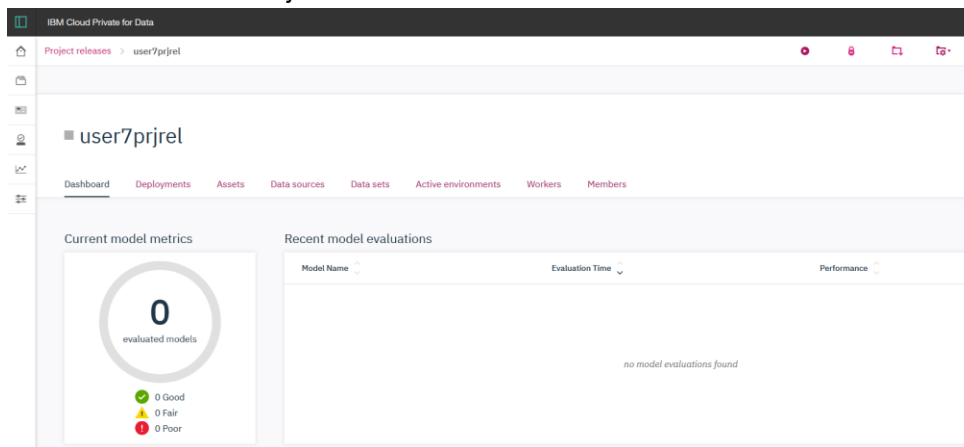 IBM Cloud Private for Data
Project releases > user7prjrel
user7prjrel
Dashboard Deployments Assets Data sources Data sets Active environments Workers Members
Current model metrics Recent model evaluations
Model Name Evaluation Time Performance
0
evaluated models
no model evaluations found
0 Good
0 Fair
0 Poor